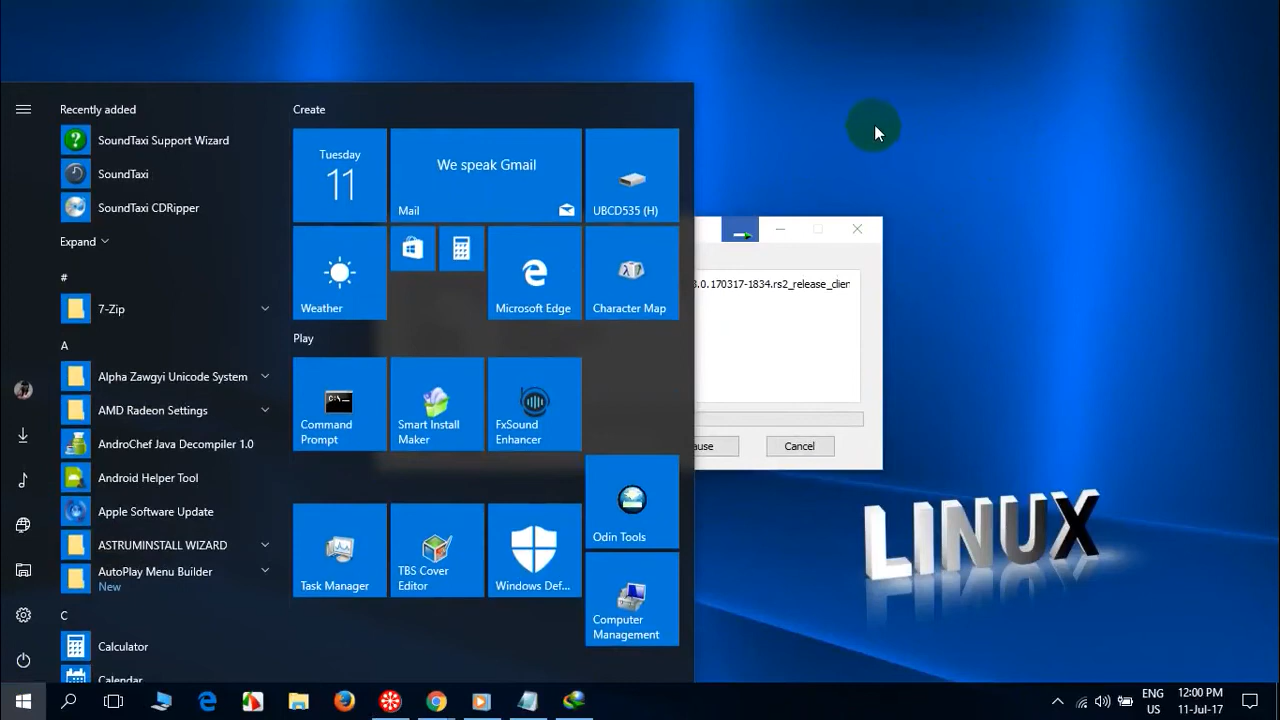 Recently added
SoundTaxi Support Wizard
SoundTaxi
SoundTaxi CDRipper
Expand
#
7-Zip
A
Alpha Zawgyi Unicode System
AMD Radeon Settings
AndroChef Java Decompiler 1.0
Android Helper Tool
Apple Software Update
ASTRUMINSTALL WIZARD
AutoPlay Menu Builder
New
C
Calculator
Calendar
Create
Tuesday
11
We speak Gmail
Mail
UBCD535 (H)
Weather
Microsoft Edge
Character Map
Play
Command
Prompt
Smart Install
Maker
FxSound
Enhancer
Odin Tools
Task Manager
TBS Cover
Editor
Windows Def...
Computer
Management
.0.170317-1834.rs2_release_clien
ause
Cancel
LINUX
ENG
US
12:00 PM
11-Jul-17